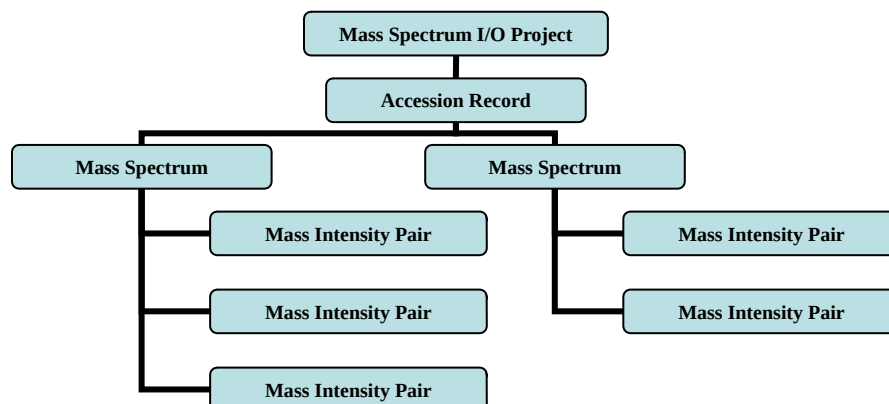 Mass Spectrum I/O Project
Accession Record
Mass Spectrum
Mass Spectrum
Mass Intensity Pair
Mass Intensity Pair
Mass Intensity Pair
Mass Intensity Pair
Mass Intensity Pair